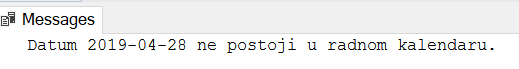 Messages
Datum 2019-04-28 ne postoji u radnom kalendaru.